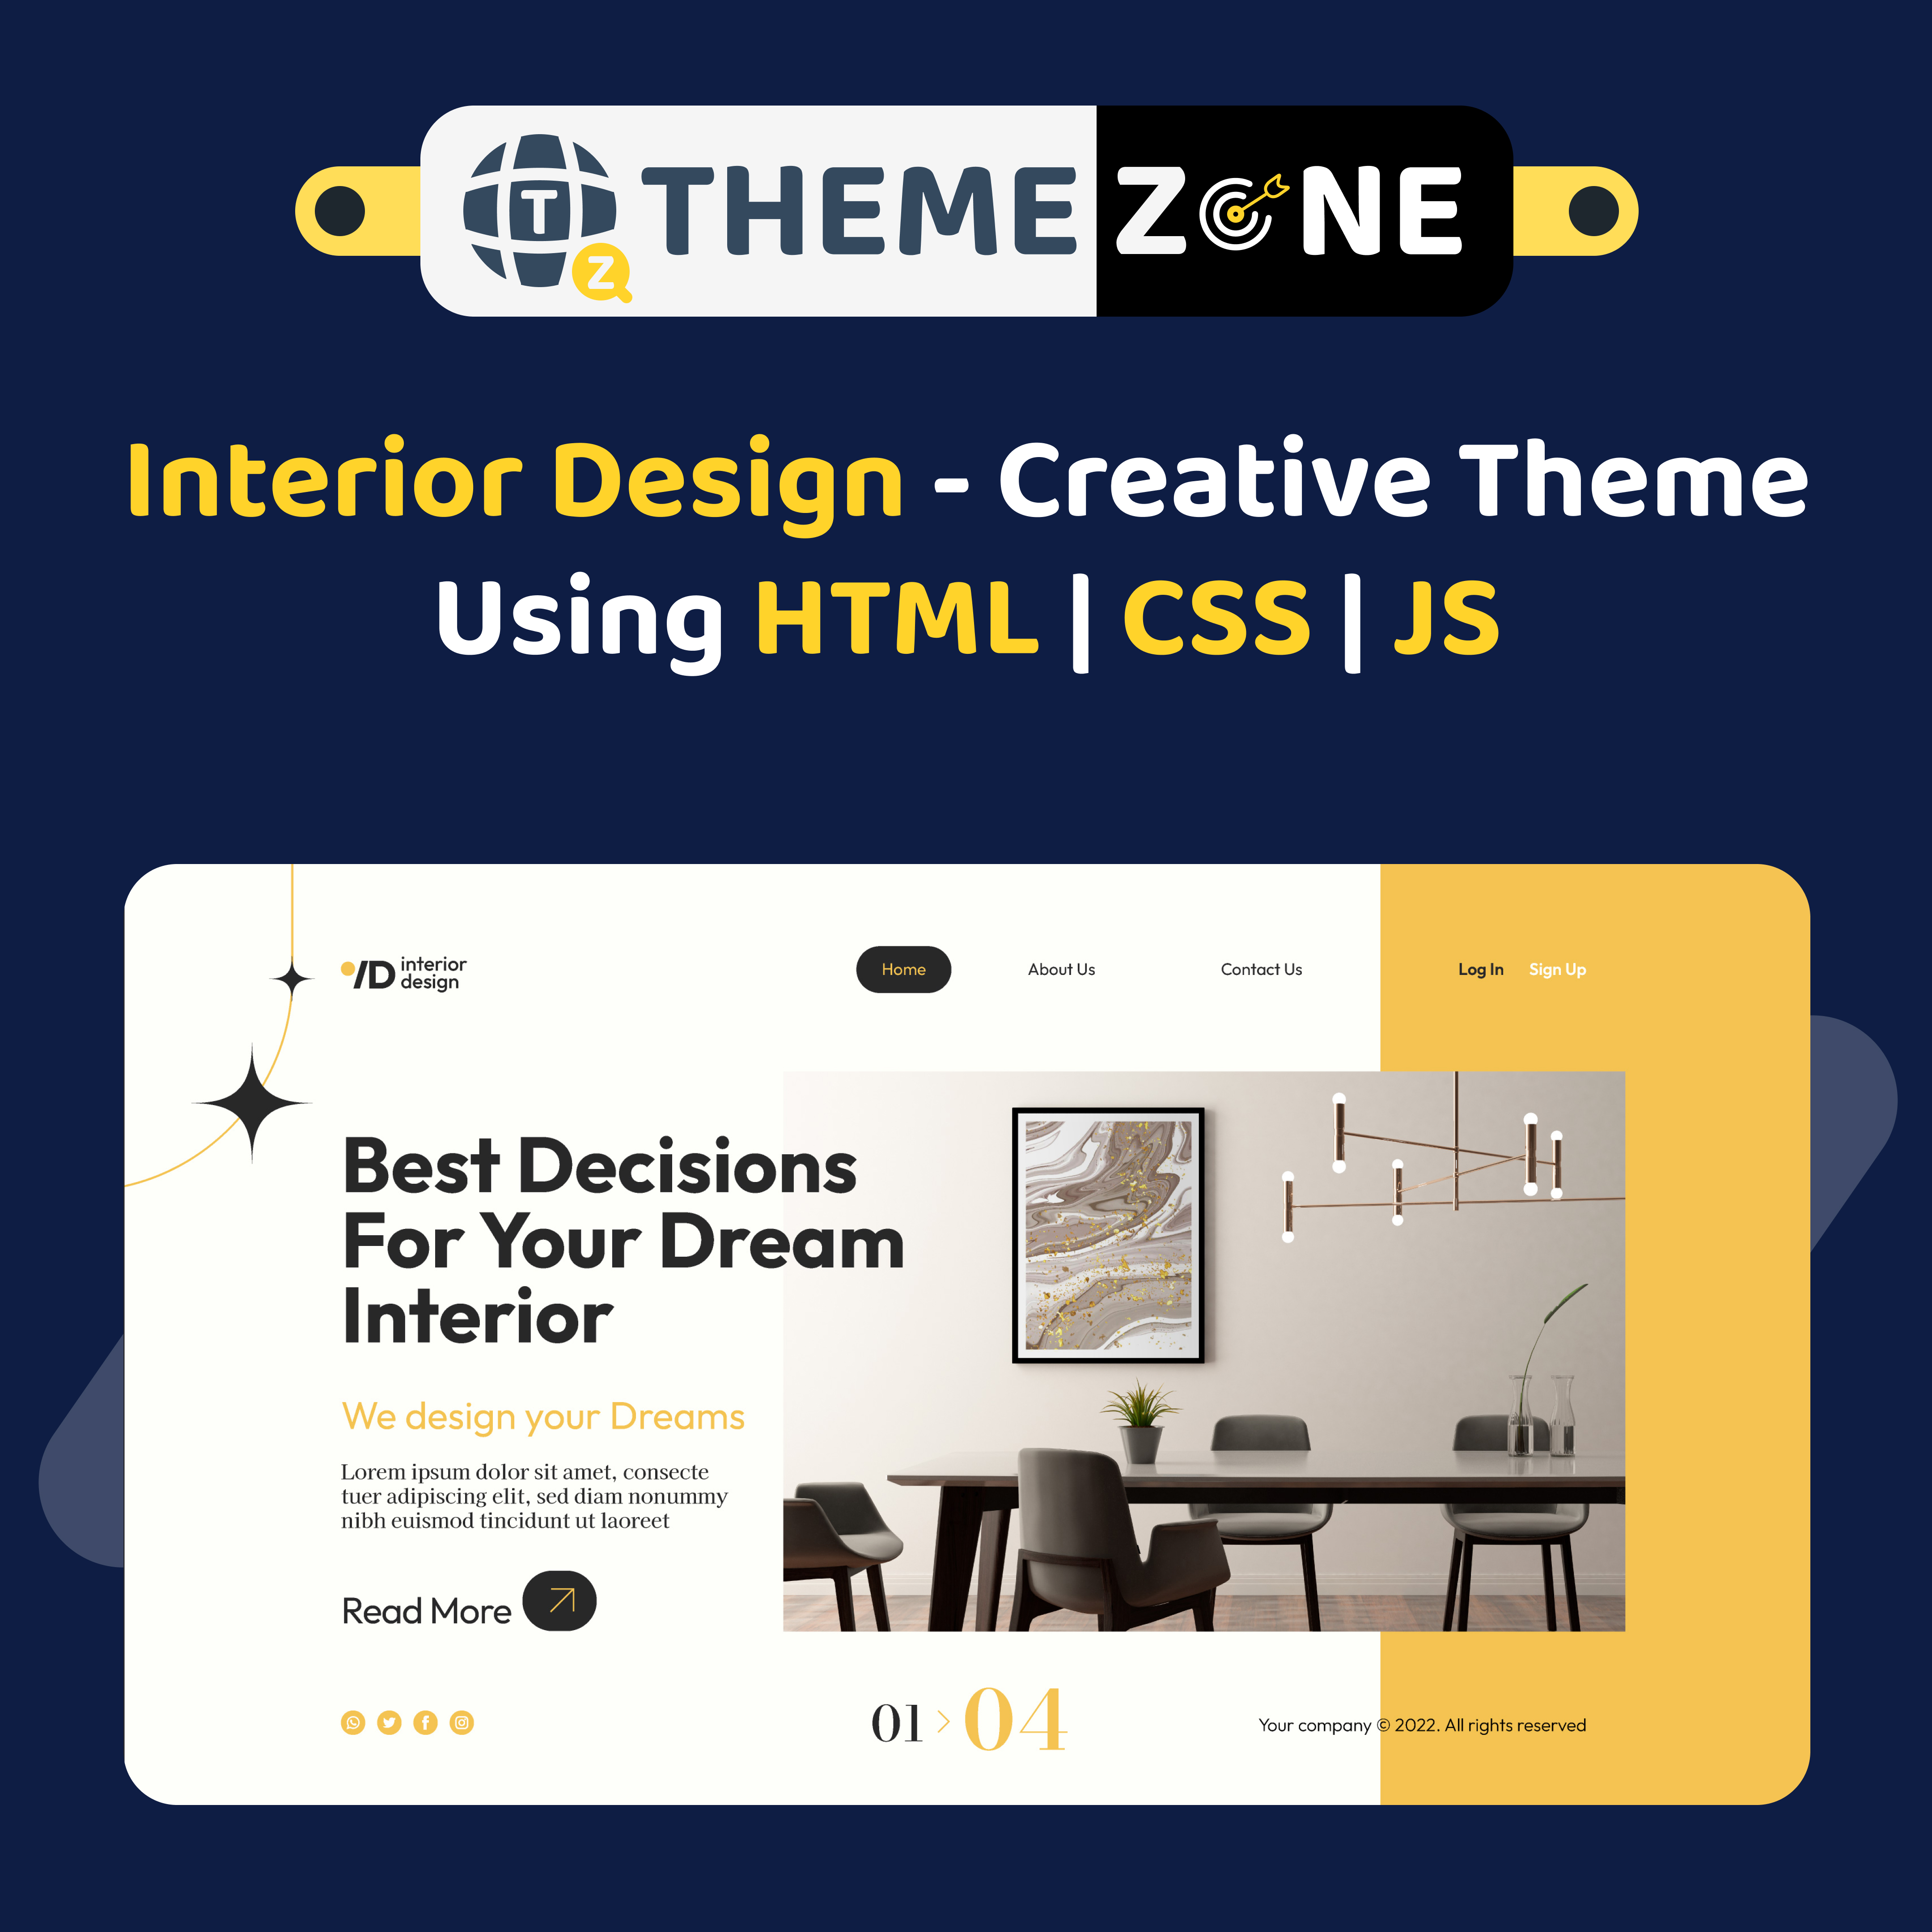 T
Z
THEME ZONE
Interior Design - Creative Theme
Using HTML | CSS | JS
ID interior
design
Home
About Us
Contact Us
Log In
Sign Up
Best Decisions
For Your Dream
Interior
We design your Dreams
Lorem ipsum dolor sit amet, consecte
tuer adipiscing elit, sed diam nonummy
nibh euismod tincidunt ut laoreet
Read More
01 > 04
Your company © 2022. All rights reserved